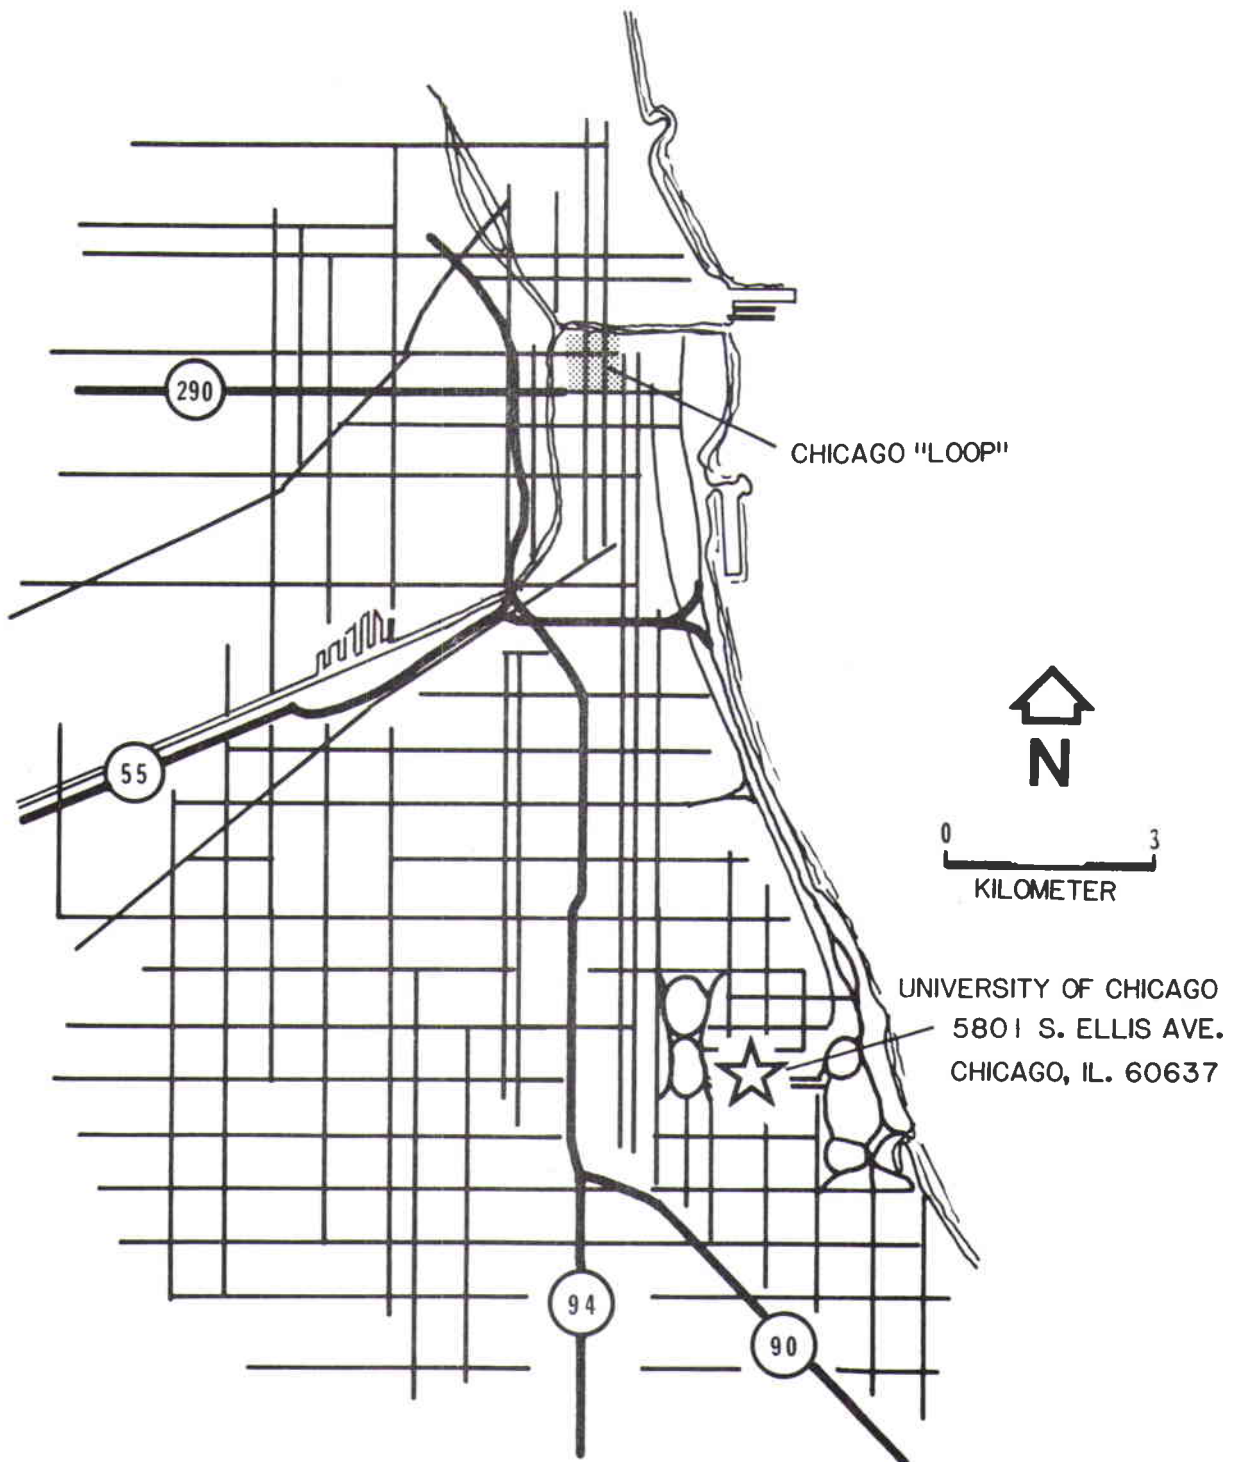 290
CHICAGO "LOOP"
55
N
0 3
KILOMETER
UNIVERSITY OF CHICAGO
5801 S. ELLIS AVE.
CHICAGO, IL. 60637
94
90